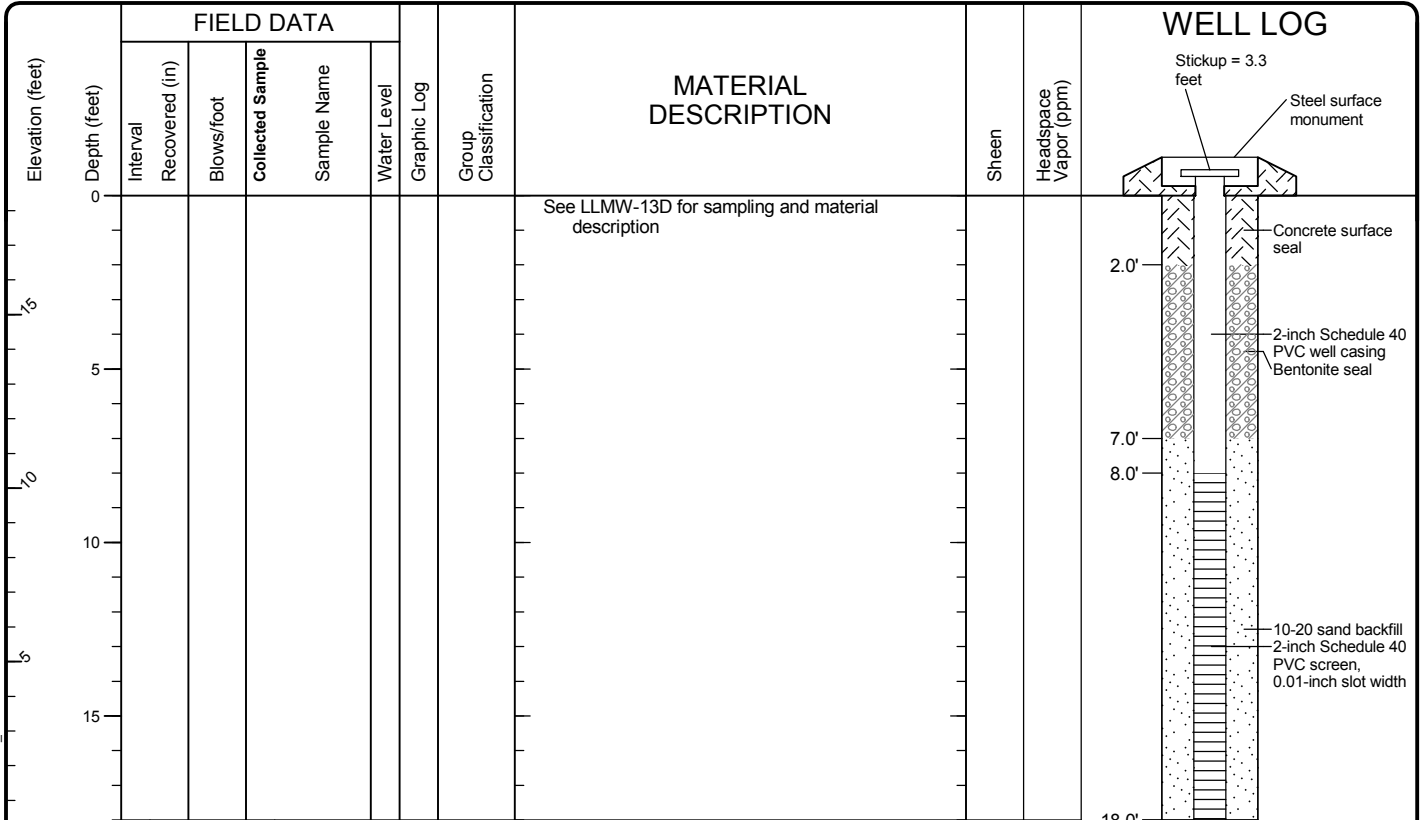 FIELD DATA
WELL LOG
Elevation (feet)
Depth (feet)
Interval
Recovered (in)
Blows/foot
Collected Sample
Sample Name
Water Level
Graphic Log
Group
Classification
MATERIAL
DESCRIPTION
Sheen
Headspace
Vapor (ppm)
Stickup = 3.3
feet
Steel surface
monument
0
See LLMW-13D for sampling and material
description
Concrete surface
seal
2.0'
15
2-inch Schedule 40
PVC well casing
Bentonite seal
5
7.0'
8.0'
10
10
10-20 sand backfill
2-inch Schedule 40
PVC screen,
0.01-inch slot width
5
15
18.0'